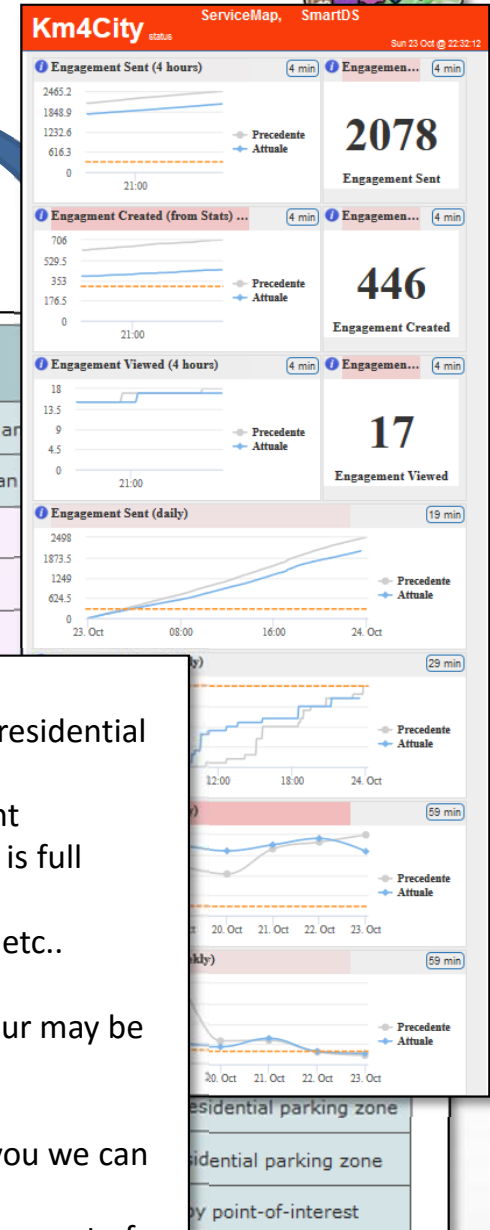 ServiceMap, SmartDS
Km4City status
Sun 23 Oct @ 22:32:12
Engagement Sent (4 hours) 4 min
2465.2
1848.9
1232.6
616.3
0
21:00
Precedente
Attuale
Engagemen... 4 min
2078
Engagement Sent
Engagment Created (from Stats) ... 4 min
706
529.5
353
176.5
0
21:00
Precedente
Attuale
Engagemen... 4 min
446
Engagement Created
Engagement Viewed (4 hours) 4 min
18
13.5
9
4.5
0
21:00
Precedente
Attuale
Engagemen... 4 min
17
Engagement Viewed
Engagement Sent (daily) 19 min
2498
1873.5
1249
624.5
0
23. Oct 08:00 16:00 24. Oct
Precedente
Attuale
29 min
Precedente
Attuale
12:00 18:00 24. Oct
59 min
Precedente
Attuale
20. Oct 21. Oct 22. Oct 23. Oct
59 min
Precedente
Attuale
20. Oct 21. Oct 22. Oct 23. Oct
residential
is full
etc..
ur may be
you we can
esidential parking zone
idential parking zone
by point-of-interest